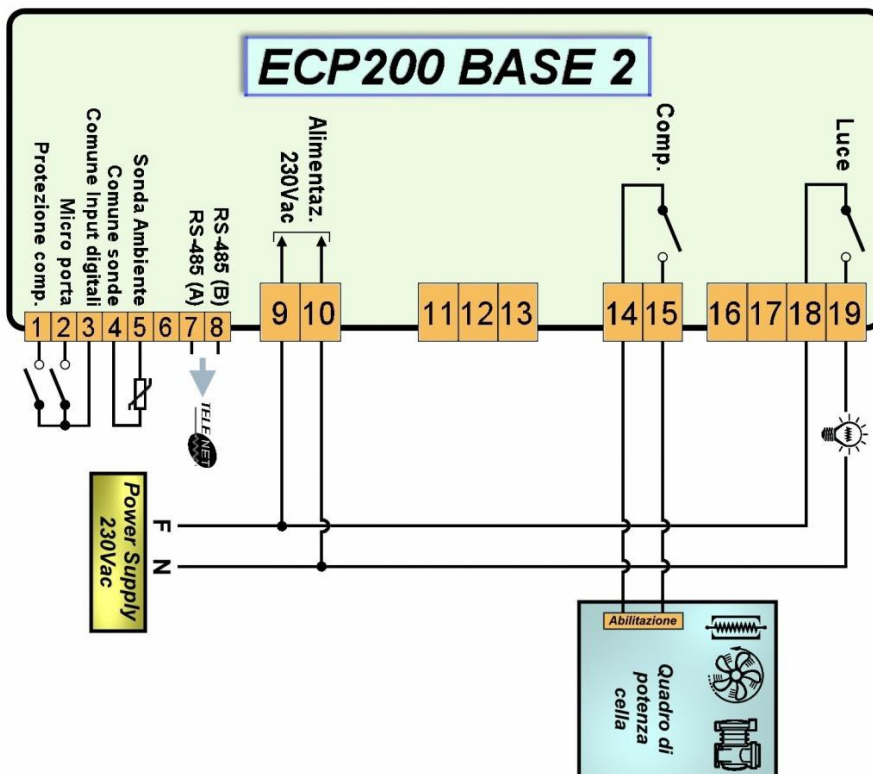 ECP200 BASE 2
Protezione comp.
Micro porta
Comune Input digitali
Comune sonde
Sonda Ambiente
RS-485 (A)
RS-485 (B)
Alimentaz.
230Vac
Comp.
Luce
1 2 3 4 5 6 7 8
9 10
11 12 13
14 15
16 17 18 19
TELE NET
Power Supply
230Vac
F
N
Abilitazione
Quadro di
potenza
cella